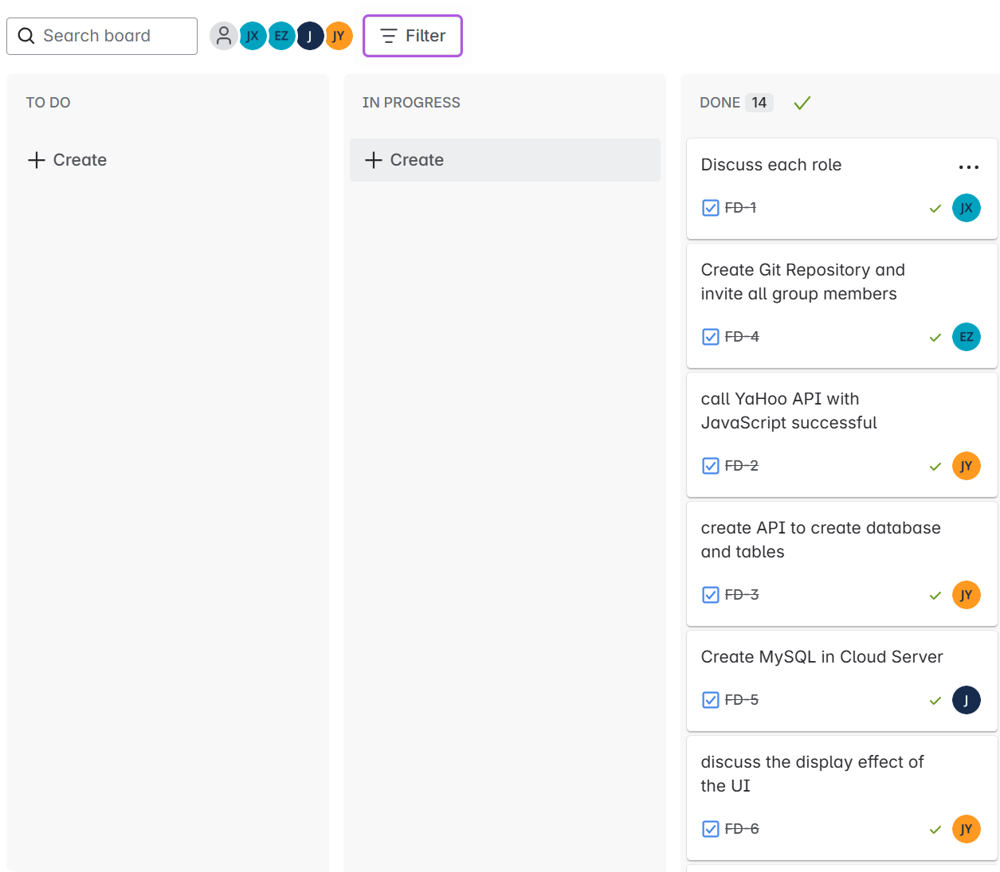 Search board
JX
EZ
J
JY
Filter
TO DO
Create
IN PROGRESS
Create
DONE 14
Discuss each role
FD-1
JX
Create Git Repository and
invite all group members
FD-4
EZ
call YaHoo API with
JavaScript successful
FD-2
JY
create API to create database
and tables
FD-3
JY
Create MySQL in Cloud Server
FD-5
J
discuss the display effect of
the UI
FD-6
JY